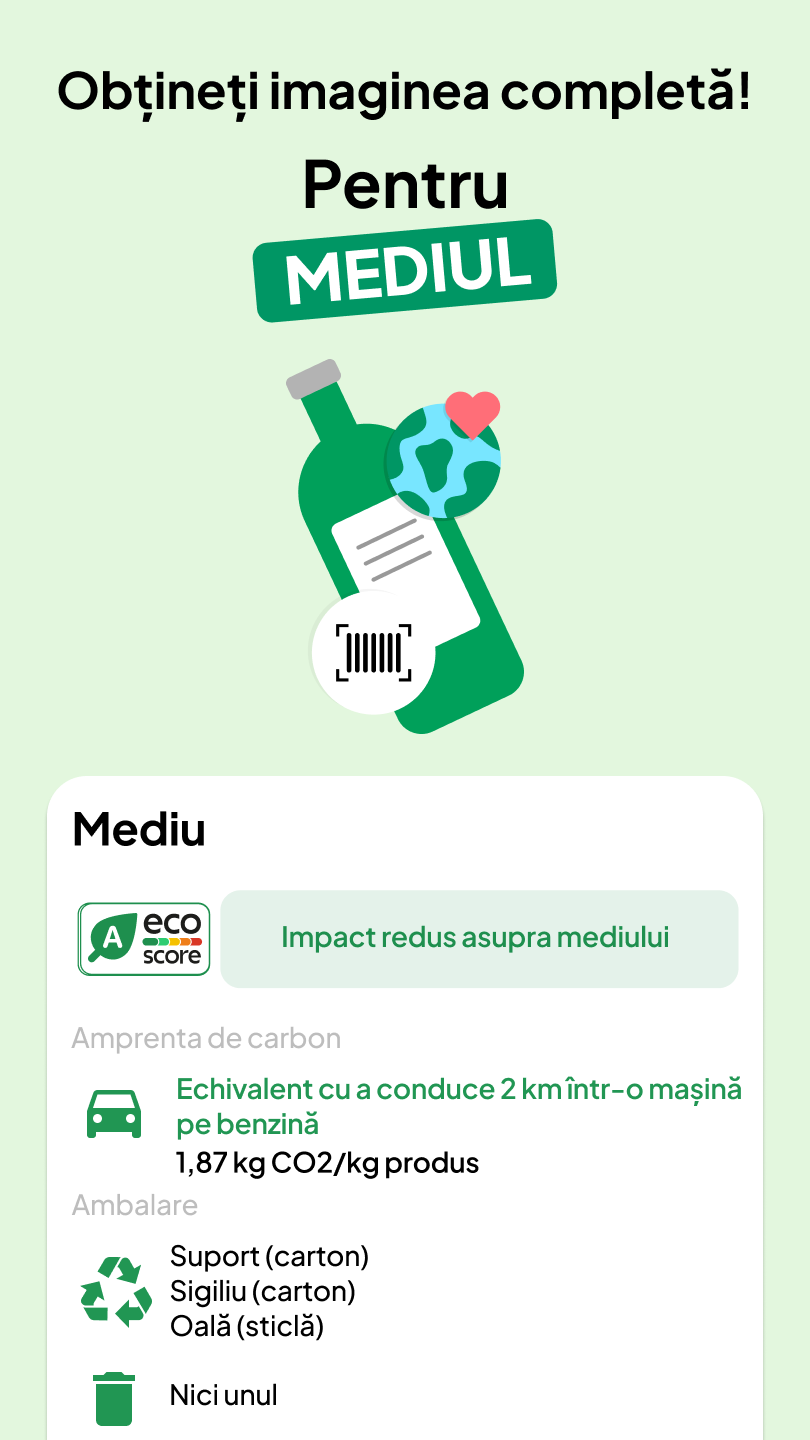 Obțineți imaginea completă!
Pentru
MEDIUL
Mediu
A eco
score
Impact redus asupra mediului
Amprenta de carbon
Echivalent cu a conduce 2 km într-o mașină
pe benzină
1,87 kg CO2/kg produs
Ambalare
Suport (carton)
Sigiliu (carton)
Oală (sticlă)
Nici unul